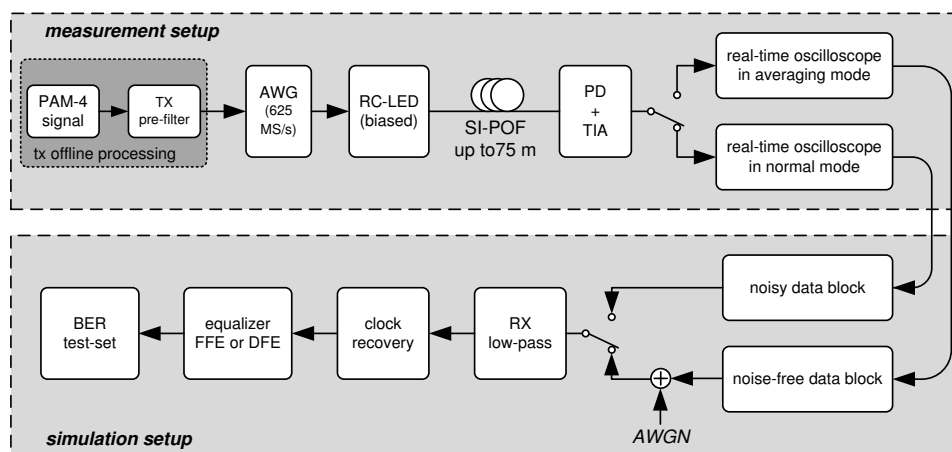 measurement setup
PAM-4
signal
TX
pre-filter
tx offline processing
AWG
(625
MS/s)
RC-LED
(biased)
SI-POF
up to75 m
PD
+
TIA
real-time oscilloscope
in averaging mode
real-time oscilloscope
in normal mode
BER
test-set
equalizer
FFE or DFE
clock
recovery
RX
low-pass
noisy data block
noise-free data block
AWGN
simulation setup